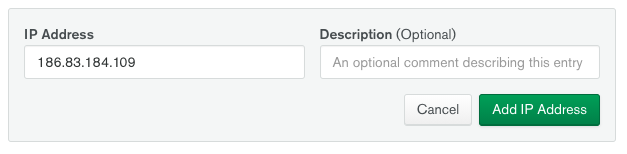 IP Address
Description (Optional)
186.83.184.109
An optional comment describing this entry
Cancel
Add IP Address